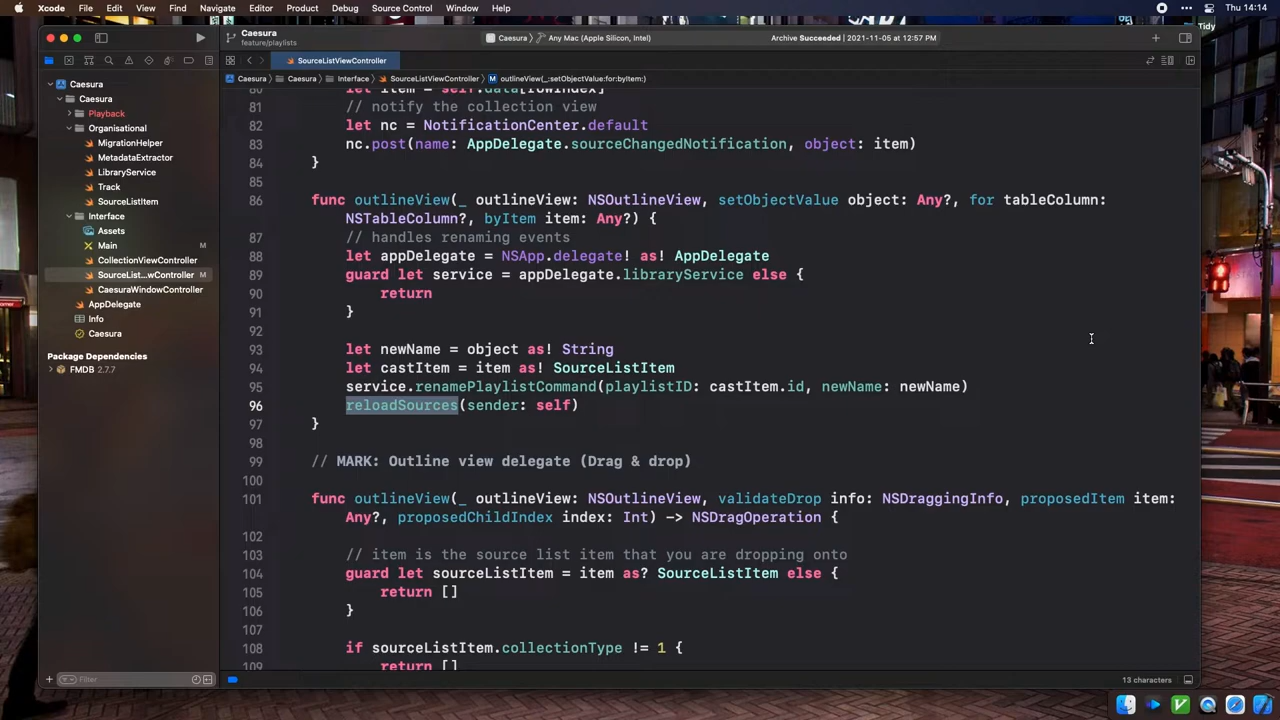 Xcode File Edit View Find Navigate Editor Product Debug Source Control Window Help
Thu 14:14
Tidy
Caesura
feature/playlists
Caesura
Any Mac (Apple Silicon, Intel)
Archive Succeeded | 2021-11-05 at 12:57 PM
SourceListViewController
Caesura
Caesura
Interface
SourceListViewController
M outlineView(_:setObjectValue:for:byItem:)
Caesura
Caesura
Playback
Organisational
MigrationHelper
MetadataExtractor
LibraryService
Track
SourceListItem
Interface
Assets
Main M
CollectionViewController
SourceList...wController M
CaesuraWindowController
AppDelegate
Info
Caesura
Package Dependencies
FMDB 2.7.7
Filter
80 let item = self.data[rowIndex]
81 // notify the collection view
82 let nc = NotificationCenter.default
83 nc.post(name: AppDelegate.sourceChangedNotification, object: item)
84 }
85
86 func outlineView(_ outlineView: NSOutlineView, setObjectValue object: Any?, for tableColumn:
NSTableColumn?, byItem item: Any?) {
87 // handles renaming events
88 let appDelegate = NSApp.delegate! as! AppDelegate
89 guard let service = appDelegate.libraryService else {
90 return
91 }
92
93 let newName = object as! String
94 let castItem = item as! SourceListItem
95 service.renamePlaylistCommand(playlistID: castItem.id, newName: newName)
96 reloadSources(sender: self)
97 }
98
99 // MARK: Outline view delegate (Drag & drop)
100
101 func outlineView(_ outlineView: NSOutlineView, validateDrop info: NSDraggingInfo, proposedItem item:
Any?, proposedChildIndex index: Int) -> NSDragOperation {
102
103 // item is the source list item that you are dropping onto
104 guard let sourceListItem = item as? SourceListItem else {
105 return []
106 }
107
108 if sourceListItem.collectionType != 1 {
109 return []
13 characters